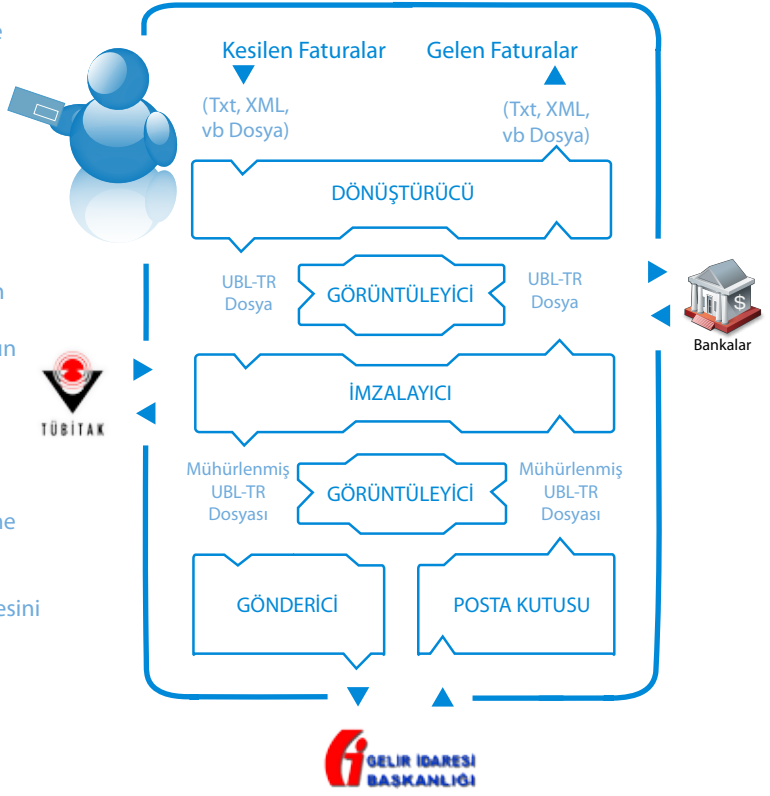 e
Kesilen Faturalar
Gelen Faturalar
(Txt, XML,
vb Dosya)
(Txt, XML,
vb Dosya)
DÖNÜŞTÜRÜCÜ
n
UBL-TR
Dosya
GÖRÜNTÜLEYİCİ
UBL-TR
Dosya
$
Bankalar
TÜBİTAK
İMZALAYICI
Mühürlenmiş
UBL-TR
Dosyası
GÖRÜNTÜLEYİCİ
Mühürlenmiş
UBL-TR
Dosyası
ne
esini
GÖNDERİCİ
POSTA KUTUSU
GELİR İDARESİ
BAŞKANLIĞI